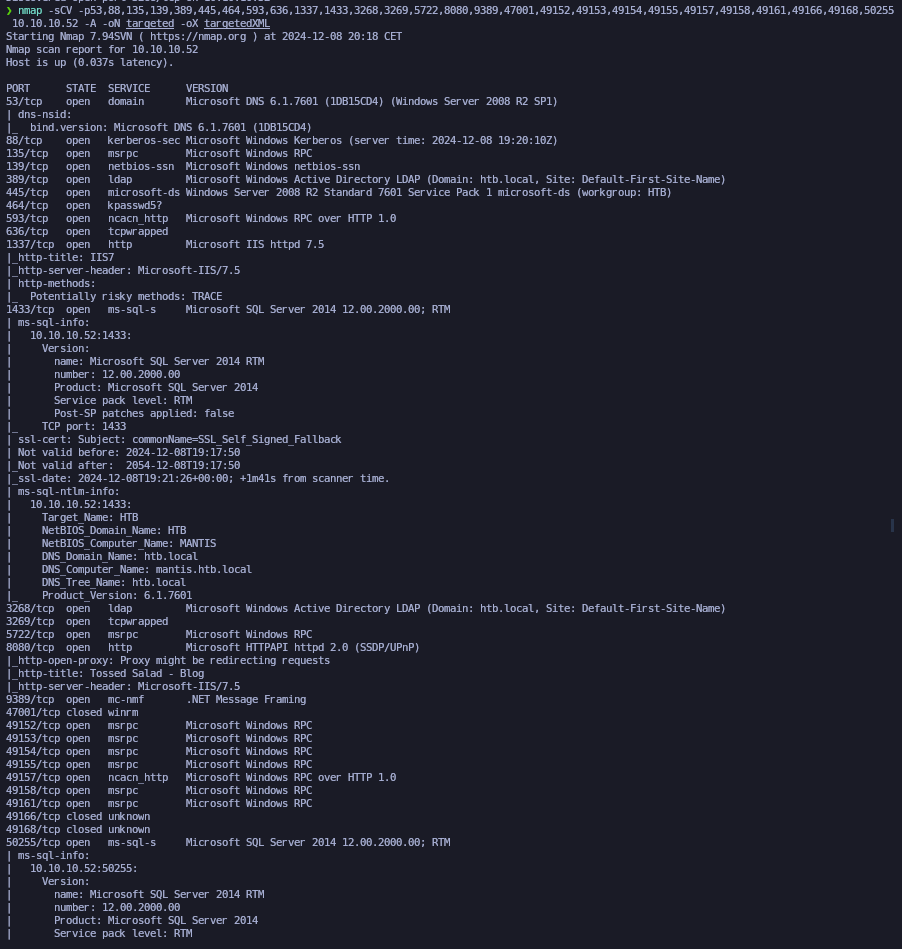 ❯ nmap -sCV -p53,88,135,139,389,445,464,593,636,1337,1433,3268,3269,5722,8080,9389,47001,49152,49153,49154,49155,49157,49158,49161,49166,49168,50255
10.10.10.52 -A -oN targeted -oX targetedXML
Starting Nmap 7.94SVN ( https://nmap.org ) at 2024-12-08 20:18 CET
Nmap scan report for 10.10.10.52
Host is up (0.037s latency).
PORT      STATE  SERVICE      VERSION
53/tcp    open   domain       Microsoft DNS 6.1.7601 (1DB15CD4) (Windows Server 2008 R2 SP1)
| dns-nsid:
|_  bind.version: Microsoft DNS 6.1.7601 (1DB15CD4)
88/tcp    open   kerberos-sec Microsoft Windows Kerberos (server time: 2024-12-08 19:20:10Z)
135/tcp   open   msrpc        Microsoft Windows RPC
139/tcp   open   netbios-ssn  Microsoft Windows netbios-ssn
389/tcp   open   ldap         Microsoft Windows Active Directory LDAP (Domain: htb.local, Site: Default-First-Site-Name)
445/tcp   open   microsoft-ds Windows Server 2008 R2 Standard 7601 Service Pack 1 microsoft-ds (workgroup: HTB)
464/tcp   open   kpasswd5?
593/tcp   open   ncacn_http   Microsoft Windows RPC over HTTP 1.0
636/tcp   open   tcpwrapped
1337/tcp  open   http         Microsoft IIS httpd 7.5
|_http-title: IIS7
|_http-server-header: Microsoft-IIS/7.5
| http-methods:
|_  Potentially risky methods: TRACE
1433/tcp  open   ms-sql-s     Microsoft SQL Server 2014 12.00.2000.00; RTM
| ms-sql-info:
|   10.10.10.52:1433:
|     Version:
|       name: Microsoft SQL Server 2014 RTM
|       number: 12.00.2000.00
|       Product: Microsoft SQL Server 2014
|       Service pack level: RTM
|       Post-SP patches applied: false
|_    TCP port: 1433
| ssl-cert: Subject: commonName=SSL_Self_Signed_Fallback
| Not valid before: 2024-12-08T19:17:50
|_Not valid after:  2054-12-08T19:17:50
|_ssl-date: 2024-12-08T19:21:26+00:00; +1m41s from scanner time.
| ms-sql-ntlm-info:
|   10.10.10.52:1433:
|     Target_Name: HTB
|     NetBIOS_Domain_Name: HTB
|     NetBIOS_Computer_Name: MANTIS
|     DNS_Domain_Name: htb.local
|     DNS_Computer_Name: mantis.htb.local
|     DNS_Tree_Name: htb.local
|_    Product_Version: 6.1.7601
3268/tcp  open   ldap         Microsoft Windows Active Directory LDAP (Domain: htb.local, Site: Default-First-Site-Name)
3269/tcp  open   tcpwrapped
5722/tcp  open   msrpc        Microsoft Windows RPC
8080/tcp  open   http         Microsoft HTTPAPI httpd 2.0 (SSDP/UPnP)
|_http-open-proxy: Proxy might be redirecting requests
|_http-title: Tossed Salad - Blog
|_http-server-header: Microsoft-IIS/7.5
9389/tcp  open   mc-nmf       .NET Message Framing
47001/tcp closed winrm
49152/tcp open   msrpc        Microsoft Windows RPC
49153/tcp open   msrpc        Microsoft Windows RPC
49154/tcp open   msrpc        Microsoft Windows RPC
49155/tcp open   msrpc        Microsoft Windows RPC
49157/tcp open   ncacn_http   Microsoft Windows RPC over HTTP 1.0
49158/tcp open   msrpc        Microsoft Windows RPC
49161/tcp open   msrpc        Microsoft Windows RPC
49166/tcp closed unknown
49168/tcp closed unknown
50255/tcp open   ms-sql-s     Microsoft SQL Server 2014 12.00.2000.00; RTM
| ms-sql-info:
|   10.10.10.52:50255:
|     Version:
|       name: Microsoft SQL Server 2014 RTM
|       number: 12.00.2000.00
|       Product: Microsoft SQL Server 2014
|       Service pack level: RTM